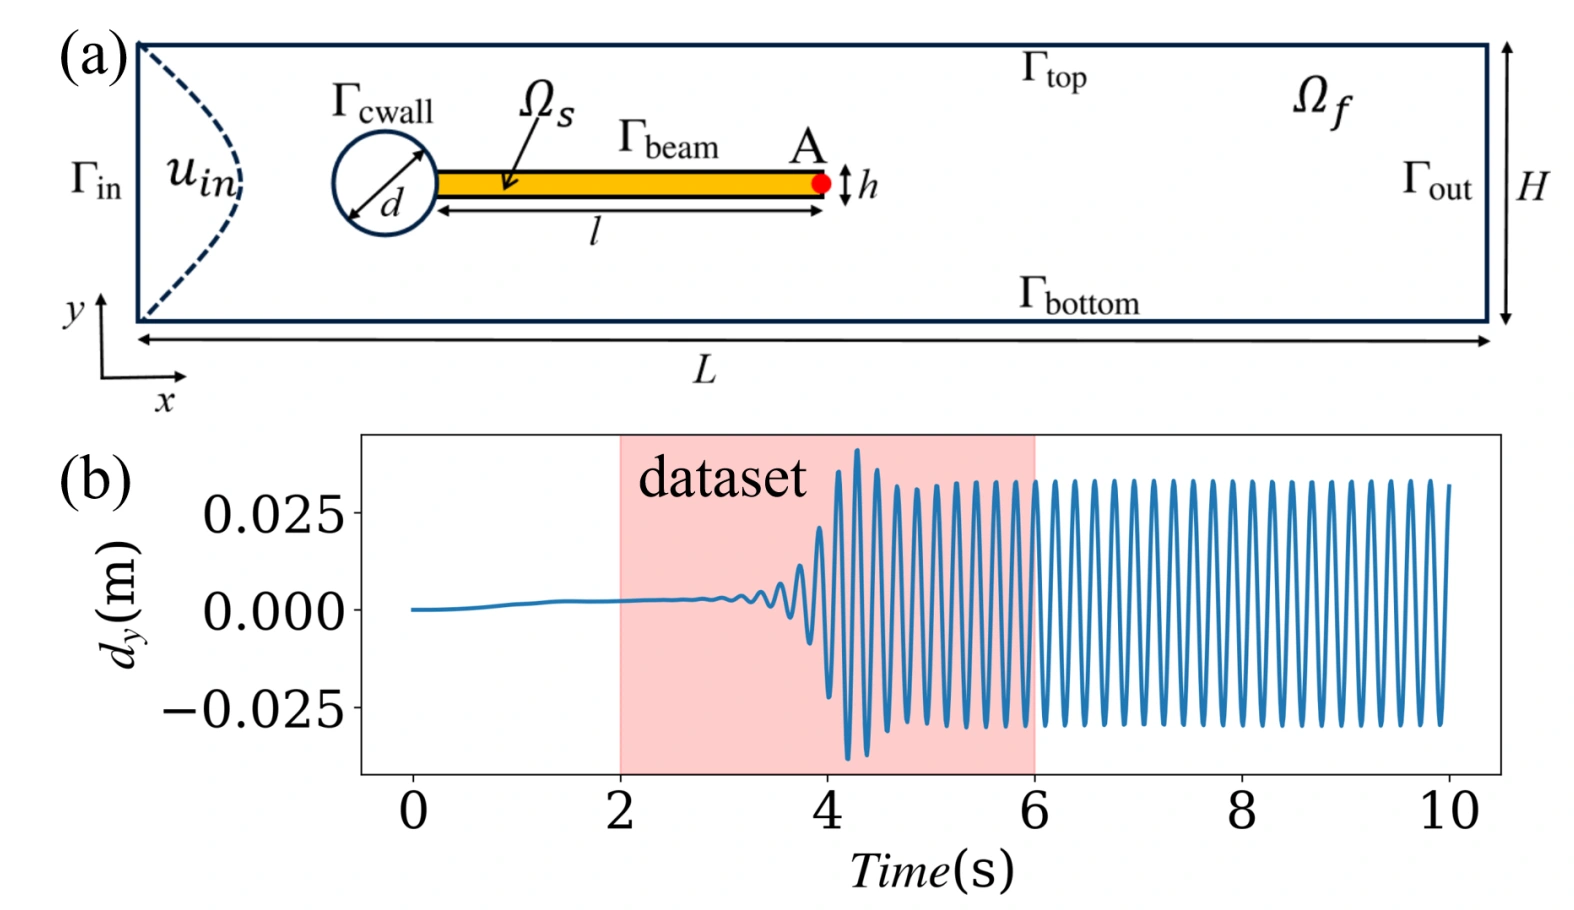 (a)
Γcwall
Ωs
Γbeam
A
Γtop
Ωf
Γin
uin
d
l
h
Γout
H
Γbottom
y
x
L
(b)
dataset
0.025
0.000
−0.025
dy(m)
0 2 4 6 8 10
Time(s)